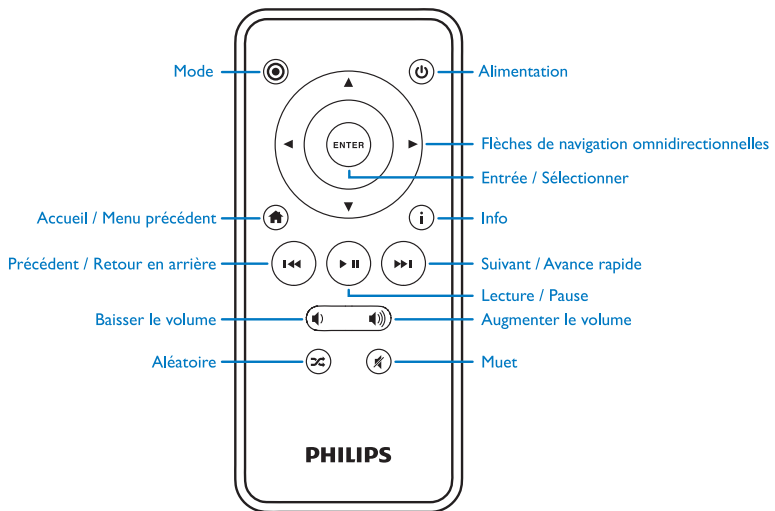 Mode
Alimentation
ENTER
Flèches de navigation omnidirectionnelles
Entrée / Sélectionner
Accueil / Menu précédent
Info
Précédent / Retour en arrière
Suivant / Avance rapide
Lecture / Pause
Baisser le volume
Augmenter le volume
Aléatoire
Muet
PHILIPS